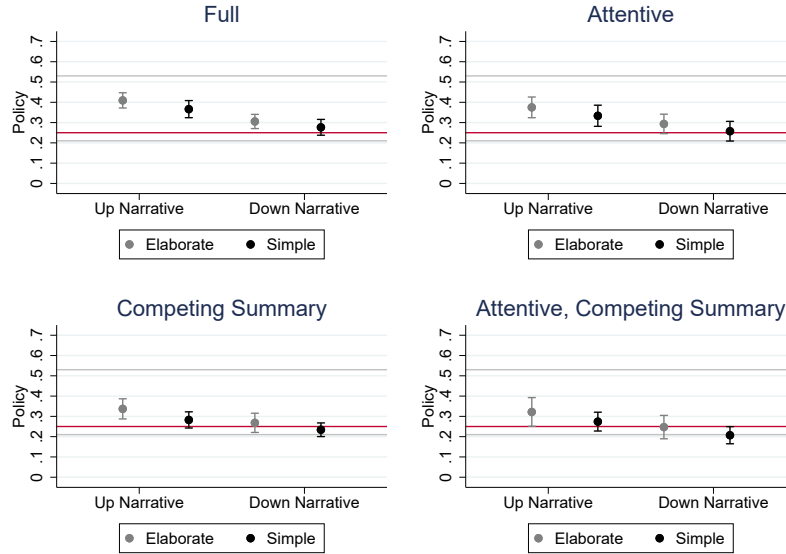 Full
Policy
0 .1 .2 .3 .4 .5 .6 .7
Up Narrative Down Narrative
Elaborate Simple
Attentive
Policy
0 .1 .2 .3 .4 .5 .6 .7
Up Narrative Down Narrative
Elaborate Simple
Competing Summary
Policy
0 .1 .2 .3 .4 .5 .6 .7
Up Narrative Down Narrative
Elaborate Simple
Attentive, Competing Summary
Policy
0 .1 .2 .3 .4 .5 .6 .7
Up Narrative Down Narrative
Elaborate Simple